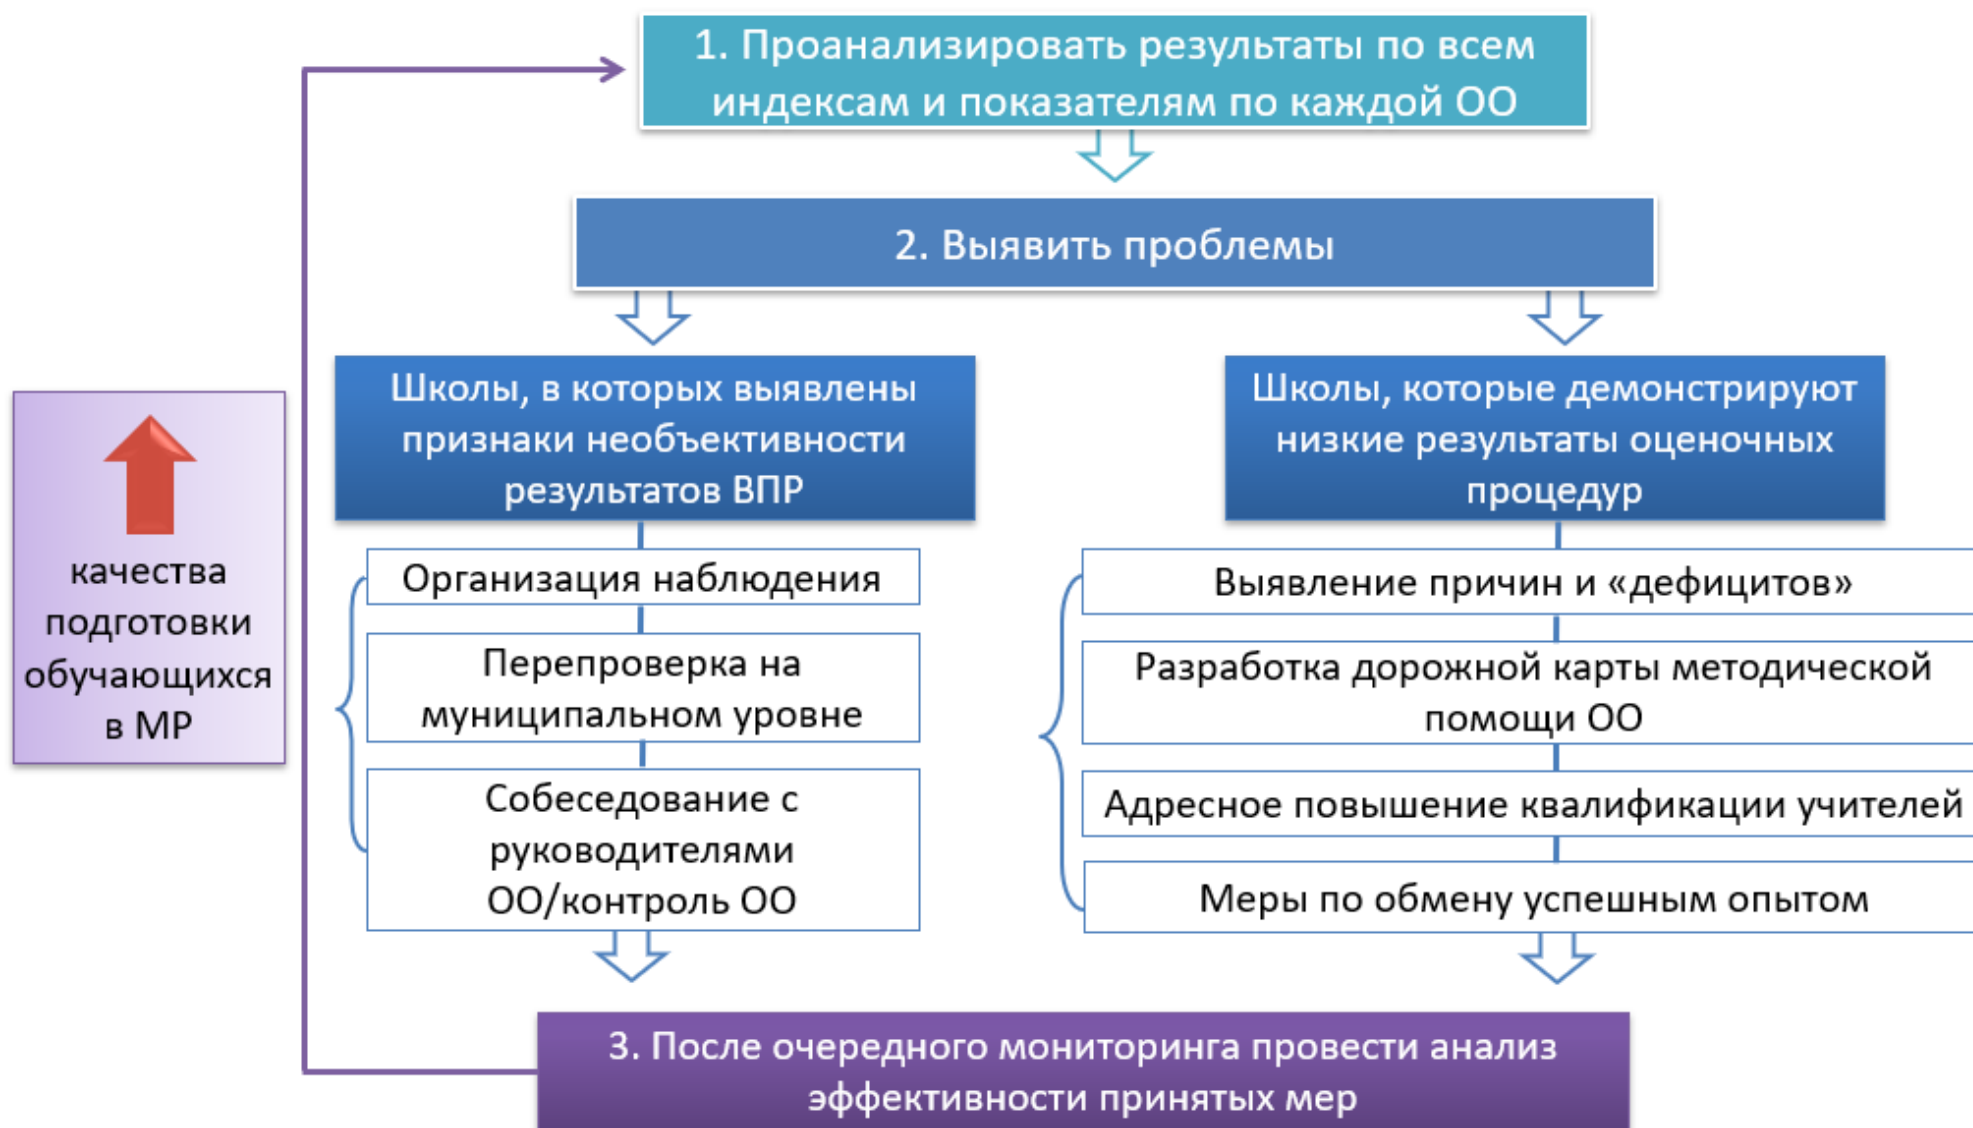 1. Проанализировать результаты по всем
индексам и показателям по каждой ОО
2. Выявить проблемы
Школы, в которых выявлены
признаки необъективности
результатов ВПР
Организация наблюдения
Перепроверка на
муниципальном уровне
Собеседование с
руководителями
ОО/контроль ОО
Школы, которые демонстрируют
низкие результаты оценочных
процедур
Выявление причин и «дефицитов»
Разработка дорожной карты методической
помощи ОО
Адресное повышение квалификации учителей
Меры по обмену успешным опытом
3. После очередного мониторинга провести анализ
эффективности принятых мер
качества
подготовки
обучающихся
в МР